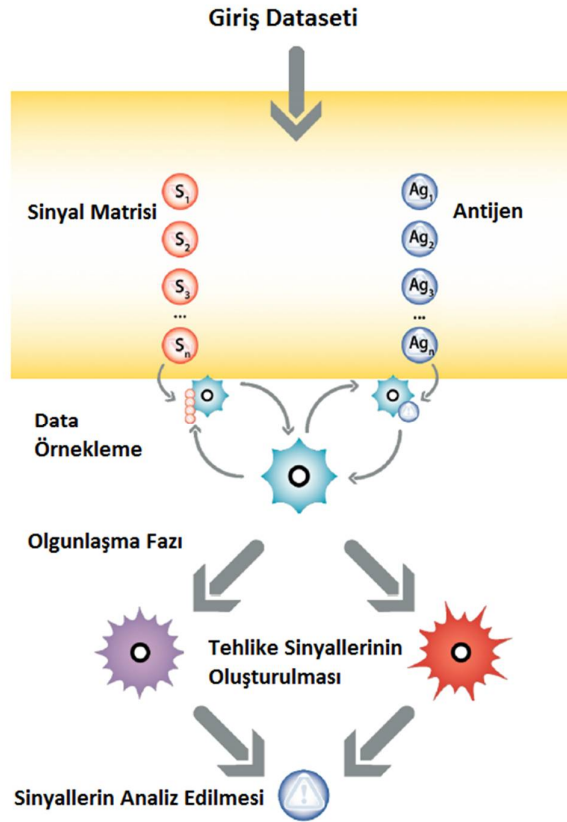 Giriş Dataseti
Sinyal Matrisi
S1
S2
S3
...
Sn
Ag1
Ag2
Ag3
...
Agn
Antijen
Data
Örnekleme
Olgunlaşma Fazı
Tehlike Sinyallerinin
Oluşturulması
Sinyallerin Analiz Edilmesi